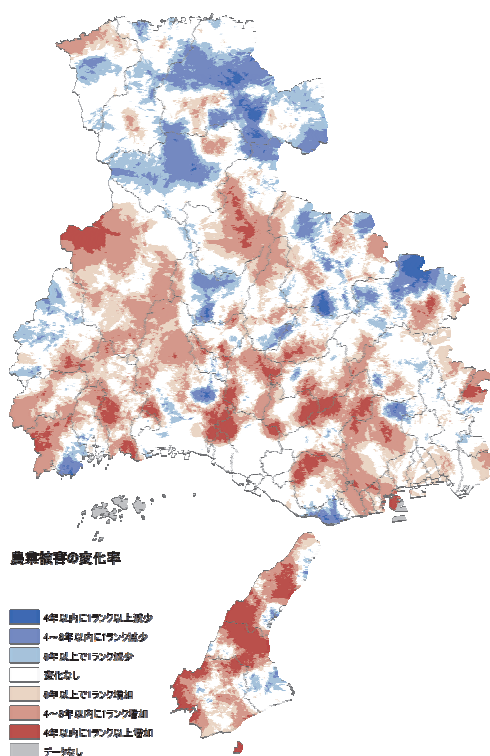 農業被害の変化率
4年以内に1ランク以上減少
4～8年以内に1ランク減少
8年以上で1ランク減少
変化なし
8年以上で1ランク増加
4～8年以内に1ランク増加
4年以内に1ランク以上増加
データなし